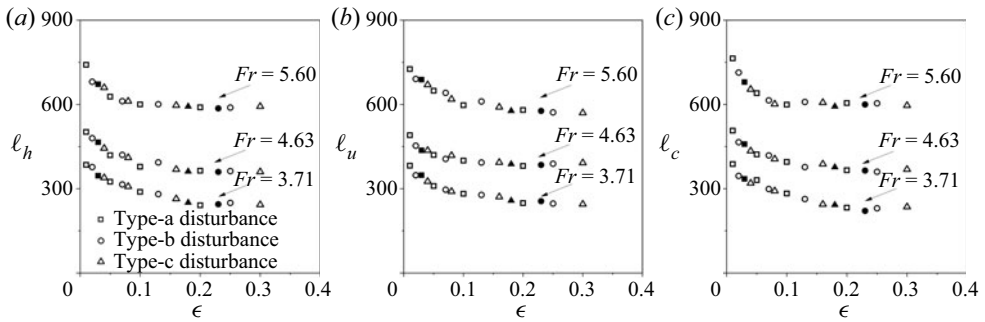 (a)
900
600
300
0
ℓh
Fr = 5.60
Fr = 4.63
Fr = 3.71
Type-a disturbance
Type-b disturbance
Type-c disturbance
0.1
0.2
0.3
0.4
ϵ
(b)
900
600
300
0
ℓu
Fr = 5.60
Fr = 4.63
Fr = 3.71
0.1
0.2
0.3
0.4
ϵ
(c)
900
600
300
0
ℓc
Fr = 5.60
Fr = 4.63
Fr = 3.71
0.1
0.2
0.3
0.4
ϵ